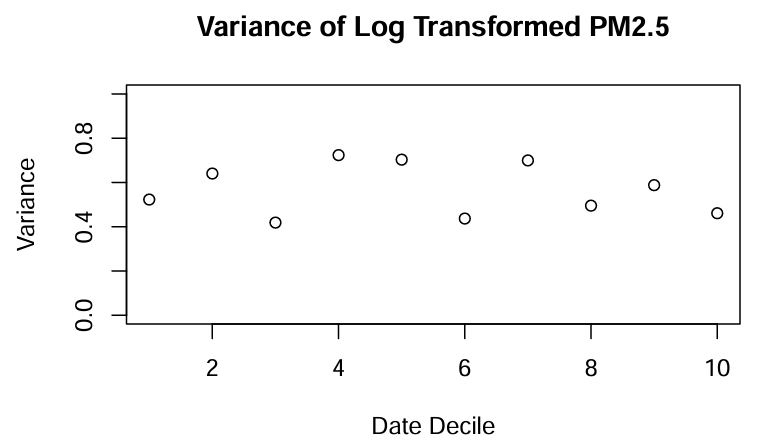 Variance of Log Transformed PM2.5
Variance
0.8
0.4
0.0
2 4 6 8 10
Date Decile